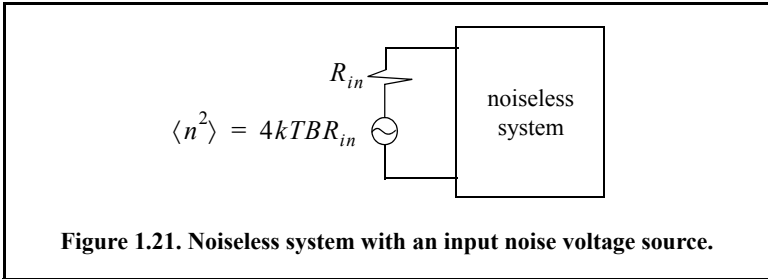 R_in
noiseless
system
⟨n²⟩ = 4kTBR_in
Figure 1.21. Noiseless system with an input noise voltage source.